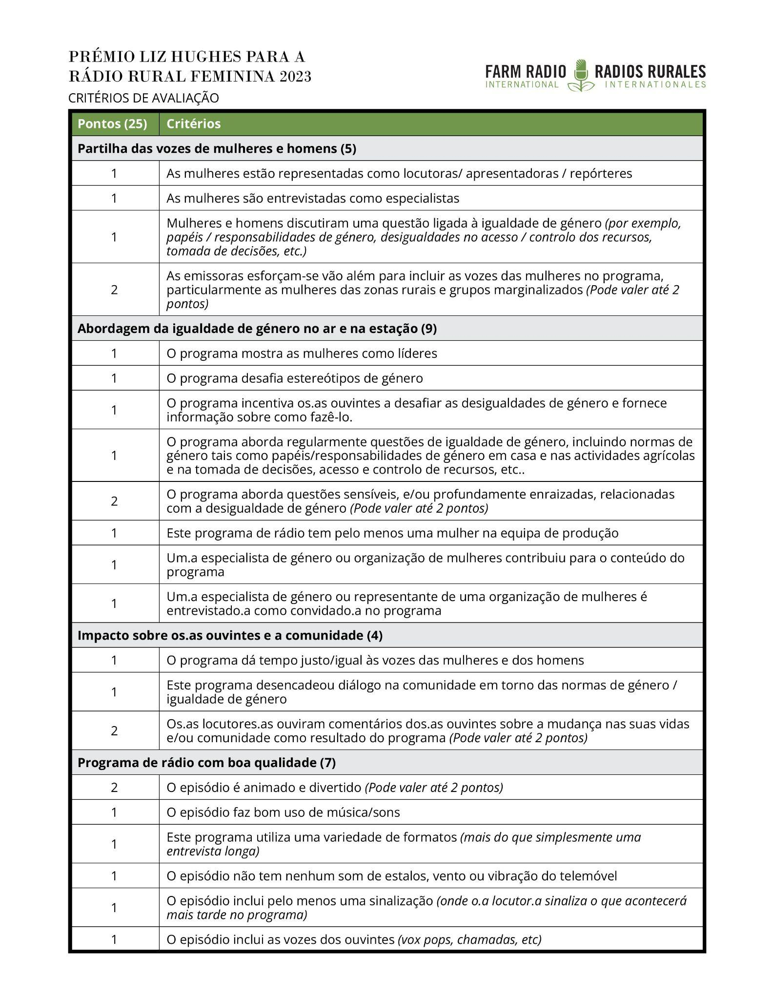 PRÉMIO LIZ HUGHES PARA A
RÁDIO RURAL FEMININA 2023
CRITÉRIOS DE AVALIAÇÃO
FARM RADIO RADIOS RURALES
INTERNATIONAL INTERNATIONALES
Pontos (25) Critérios
Partilha das vozes de mulheres e homens (5)
1 As mulheres estão representadas como locutoras/ apresentadoras / repórteres
1 As mulheres são entrevistadas como especialistas
1 Mulheres e homens discutiram uma questão ligada à igualdade de género (por exemplo,
papéis / responsabilidades de género, desigualdades no acesso / controlo dos recursos,
tomada de decisões, etc.)
2 As emissoras esforçam-se vão além para incluir as vozes das mulheres no programa,
particularmente as mulheres das zonas rurais e grupos marginalizados (Pode valer até 2
pontos)
Abordagem da igualdade de género no ar e na estação (9)
1 O programa mostra as mulheres como líderes
1 O programa desafia estereótipos de género
1 O programa incentiva os.as ouvintes a desafiar as desigualdades de género e fornece
informação sobre como fazê-lo.
1 O programa aborda regularmente questões de igualdade de género, incluindo normas de
género tais como papéis/responsabilidades de género em casa e nas actividades agrícolas
e na tomada de decisões, acesso e controlo de recursos, etc..
2 O programa aborda questões sensíveis, e/ou profundamente enraizadas, relacionadas
com a desigualdade de género (Pode valer até 2 pontos)
1 Este programa de rádio tem pelo menos uma mulher na equipa de produção
1 Um.a especialista de género ou organização de mulheres contribuiu para o conteúdo do
programa
1 Um.a especialista de género ou representante de uma organização de mulheres é
entrevistado.a como convidado.a no programa
Impacto sobre os.as ouvintes e a comunidade (4)
1 O programa dá tempo justo/igual às vozes das mulheres e dos homens
1 Este programa desencadeou diálogo na comunidade em torno das normas de género /
igualdade de género
2 Os.as locutores.as ouviram comentários dos.as ouvintes sobre a mudança nas suas vidas
e/ou comunidade como resultado do programa (Pode valer até 2 pontos)
Programa de rádio com boa qualidade (7)
2 O episódio é animado e divertido (Pode valer até 2 pontos)
1 O episódio faz bom uso de música/sons
1 Este programa utiliza uma variedade de formatos (mais do que simplesmente uma
entrevista longa)
1 O episódio não tem nenhum som de estalos, vento ou vibração do telemóvel
1 O episódio inclui pelo menos uma sinalização (onde o.a locutor.a sinaliza o que acontecerá
mais tarde no programa)
1 O episódio inclui as vozes dos ouvintes (vox pops, chamadas, etc)